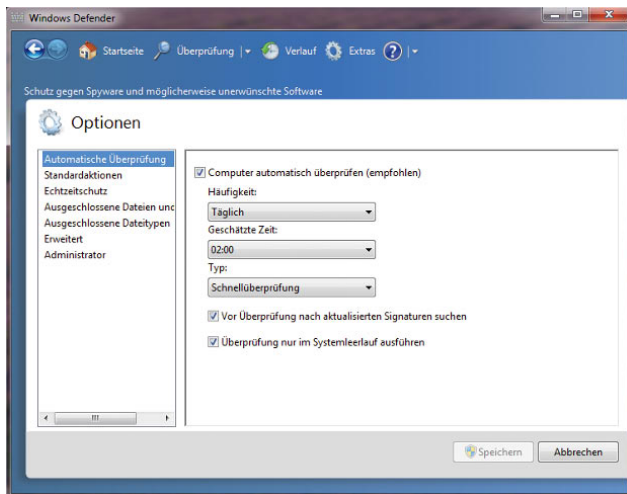 Windows Defender
Startseite Überprüfung Verlauf Extras ?
Schutz gegen Spyware und möglicherweise unerwünschte Software
Optionen
Automatische Überprüfung
Standardaktionen
Echtzeitschutz
Ausgeschlossene Dateien und
Ausgeschlossene Dateitypen
Erweitert
Administrator
Computer automatisch überprüfen (empfohlen)
Häufigkeit:
Täglich
Geschätzte Zeit:
02:00
Typ:
Schnellüberprüfung
Vor Überprüfung nach aktualisierten Signaturen suchen
Überprüfung nur im Systemleerlauf ausführen
Speichern Abbrechen